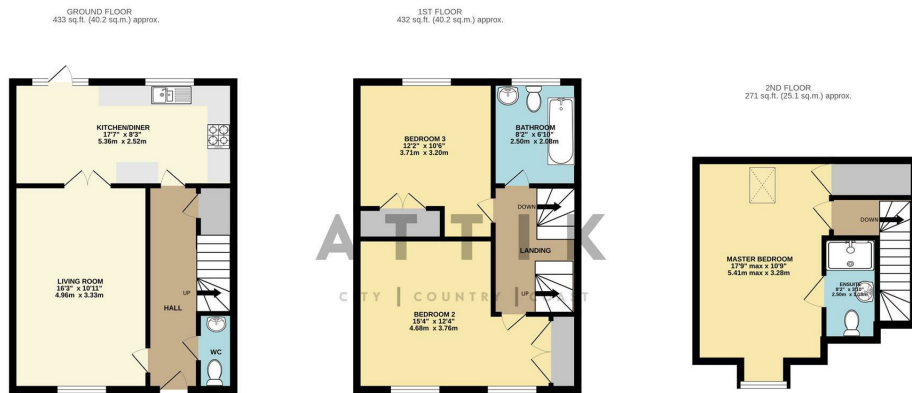 GROUND FLOOR
433 sq.ft. (40.2 sq.m.) approx.
KITCHEN/DINER
17'7" x 8'3"
5.36m x 2.52m
LIVING ROOM
16'3" x 10'11"
4.96m x 3.33m
HALL
UP
WC
1ST FLOOR
432 sq.ft. (40.2 sq.m.) approx.
BEDROOM 3
12'2" x 10'6"
3.71m x 3.20m
BATHROOM
8'2" x 6'10"
2.50m x 2.08m
DOWN
LANDING
UP
BEDROOM 2
15'4" x 12'4"
4.68m x 3.76m
ATTIK
CITY | COUNTRY | COAST
2ND FLOOR
271 sq.ft. (25.1 sq.m.) approx.
DOWN
MASTER BEDROOM
17'9" max x 10'9"
5.41m max x 3.28m
ENSUITE